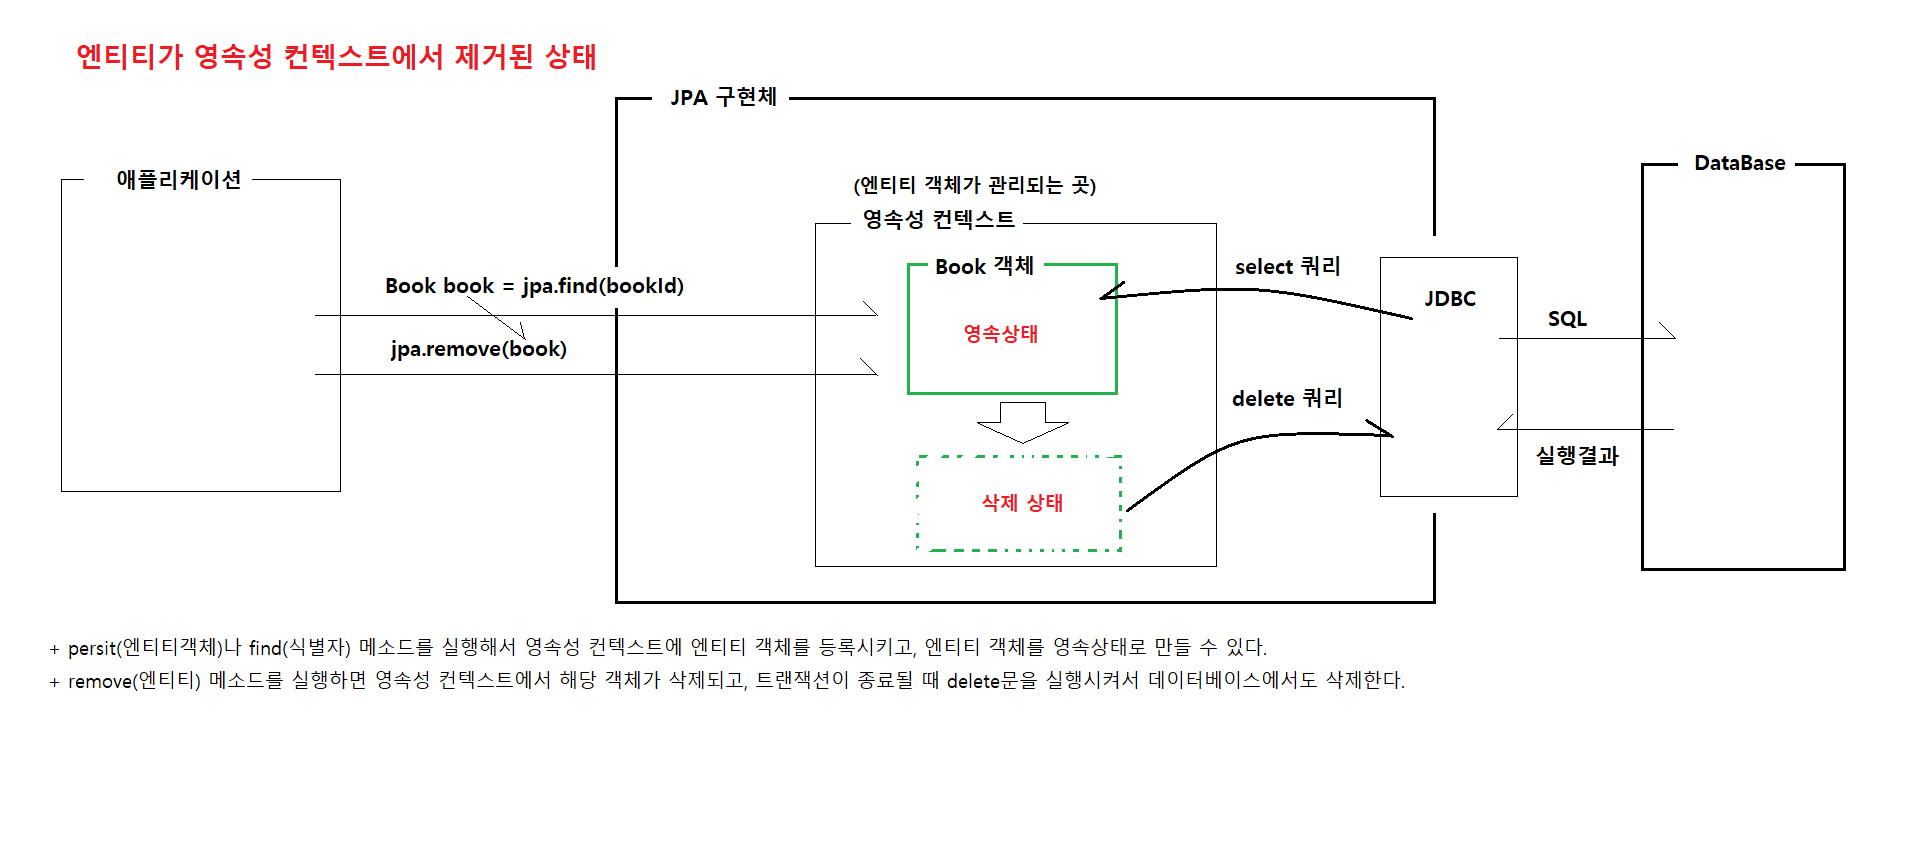 엔티티가 영속성 컨텍스트에서 제거된 상태
JPA 구현체
애플리케이션
DataBase
(엔티티 객체가 관리되는 곳)
영속성 컨텍스트
Book 객체
select 쿼리
Book book = jpa.find(bookId)
JDBC
SQL
영속상태
jpa.remove(book)
delete 쿼리
실행결과
삭제 상태
+ persit(엔티티객체)나 find(식별자) 메소드를 실행해서 영속성 컨텍스트에 엔티티 객체를 등록시키고, 엔티티 객체를 영속상태로 만들 수 있다.
+ remove(엔티티) 메소드를 실행하면 영속성 컨텍스트에서 해당 객체가 삭제되고, 트랜잭션이 종료될 때 delete문을 실행시켜서 데이터베이스에서도 삭제한다.